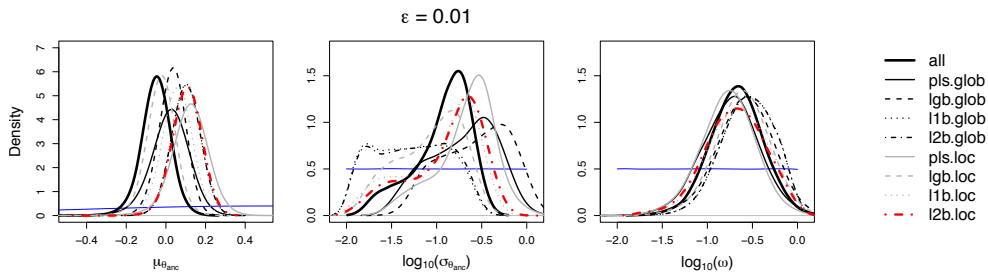 ε = 0.01
Density
0 1 2 3 4 5 6 7
-0.4 -0.2 0.0 0.2 0.4
μθanc
0.0 0.5 1.0 1.5
-2.0 -1.5 -1.0 -0.5 0.0
log10(σθanc)
0.0 0.5 1.0 1.5
-2.0 -1.5 -1.0 -0.5 0.0
log10(ω)
all
pls.glob
lgb.glob
l1b.glob
l2b.glob
pls.loc
lgb.loc
l1b.loc
l2b.loc